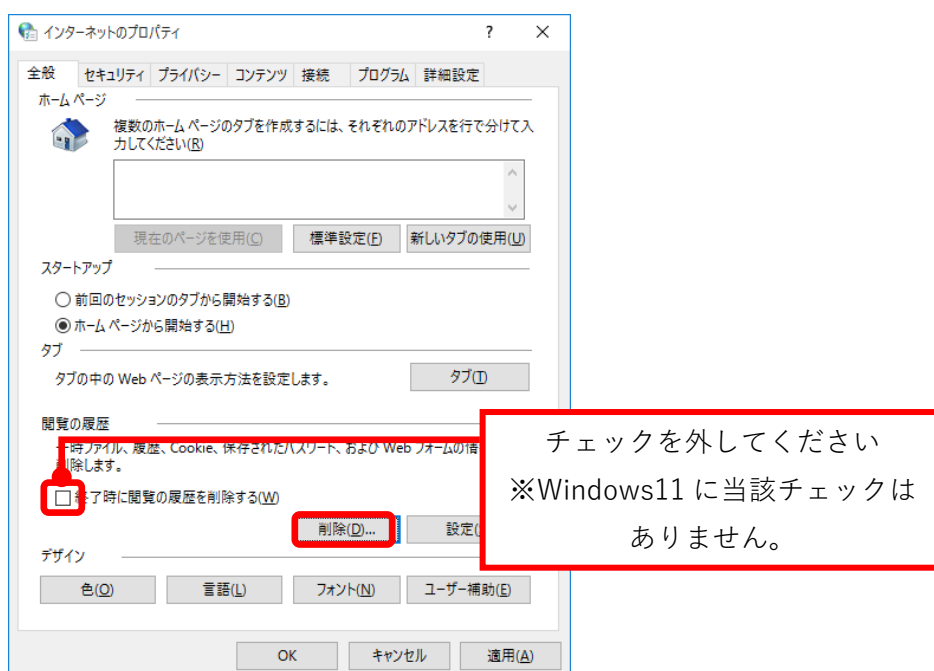 インターネットのプロパティ
全般 セキュリティ プライバシー コンテンツ 接続 プログラム 詳細設定
ホーム ページ
複数のホーム ページのタブを作成するには、それぞれのアドレスを行で分けて入
力してください(R)
現在のページを使用(C) 標準設定(F) 新しいタブの使用(U)
スタートアップ
前回のセッションのタブから開始する(B)
ホーム ページから開始する(H)
タブ
タブの中の Web ページの表示方法を設定します。 タブ(T)
閲覧の履歴
一時ファイル、履歴、Cookie、保存されたパスワード、および Web フォームの情
削除します。
終了時に閲覧の履歴を削除する(W)
削除(D)... 設定(
チェックを外してください
※Windows11 に当該チェックは
ありません。
デザイン
色(O) 言語(L) フォント(N) ユーザー補助(E)
OK キャンセル 適用(A)